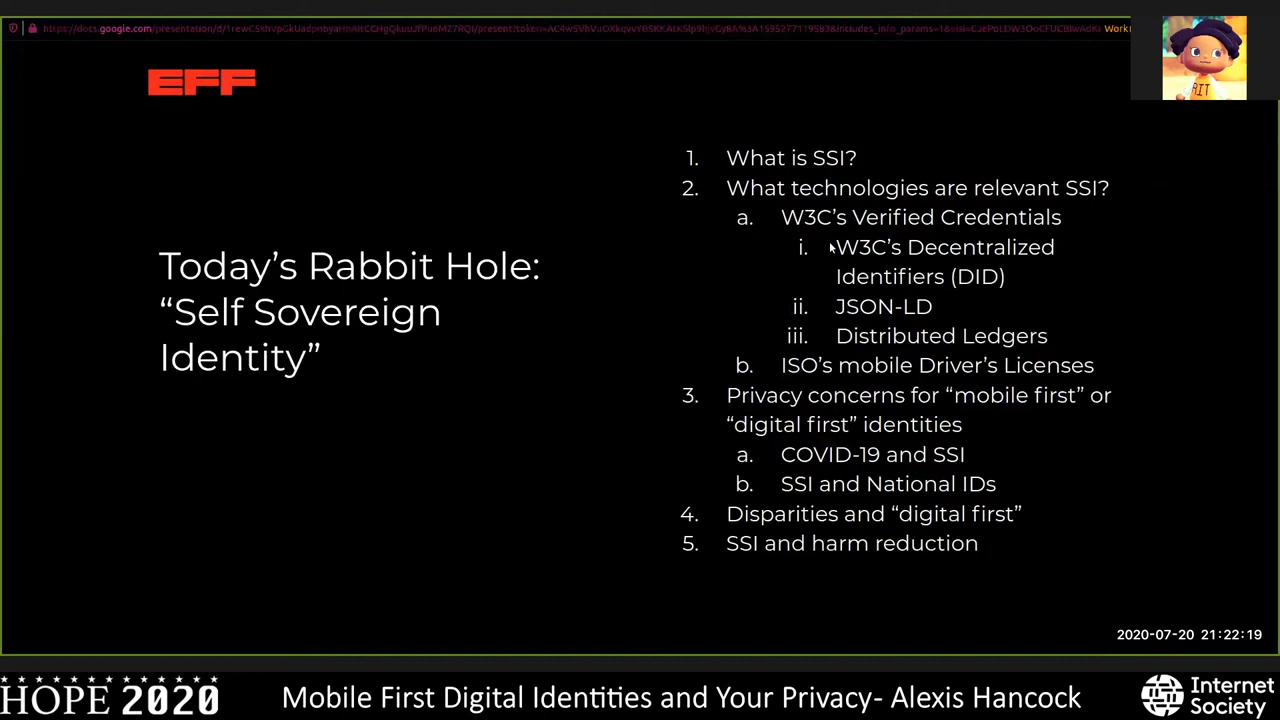 EFF
RIT
Today's Rabbit Hole:
“Self Sovereign
Identity”
1. What is SSI?
2. What technologies are relevant SSI?
a. W3C's Verified Credentials
i. W3C's Decentralized
Identifiers (DID)
ii. JSON-LD
iii. Distributed Ledgers
b. ISO's mobile Driver's Licenses
3. Privacy concerns for “mobile first” or
“digital first” identities
a. COVID-19 and SSI
b. SSI and National IDs
4. Disparities and “digital first”
5. SSI and harm reduction
2020-07-20 21:22:19
HOPE 2020
Mobile First Digital Identities and Your Privacy- Alexis Hancock
Internet
Society